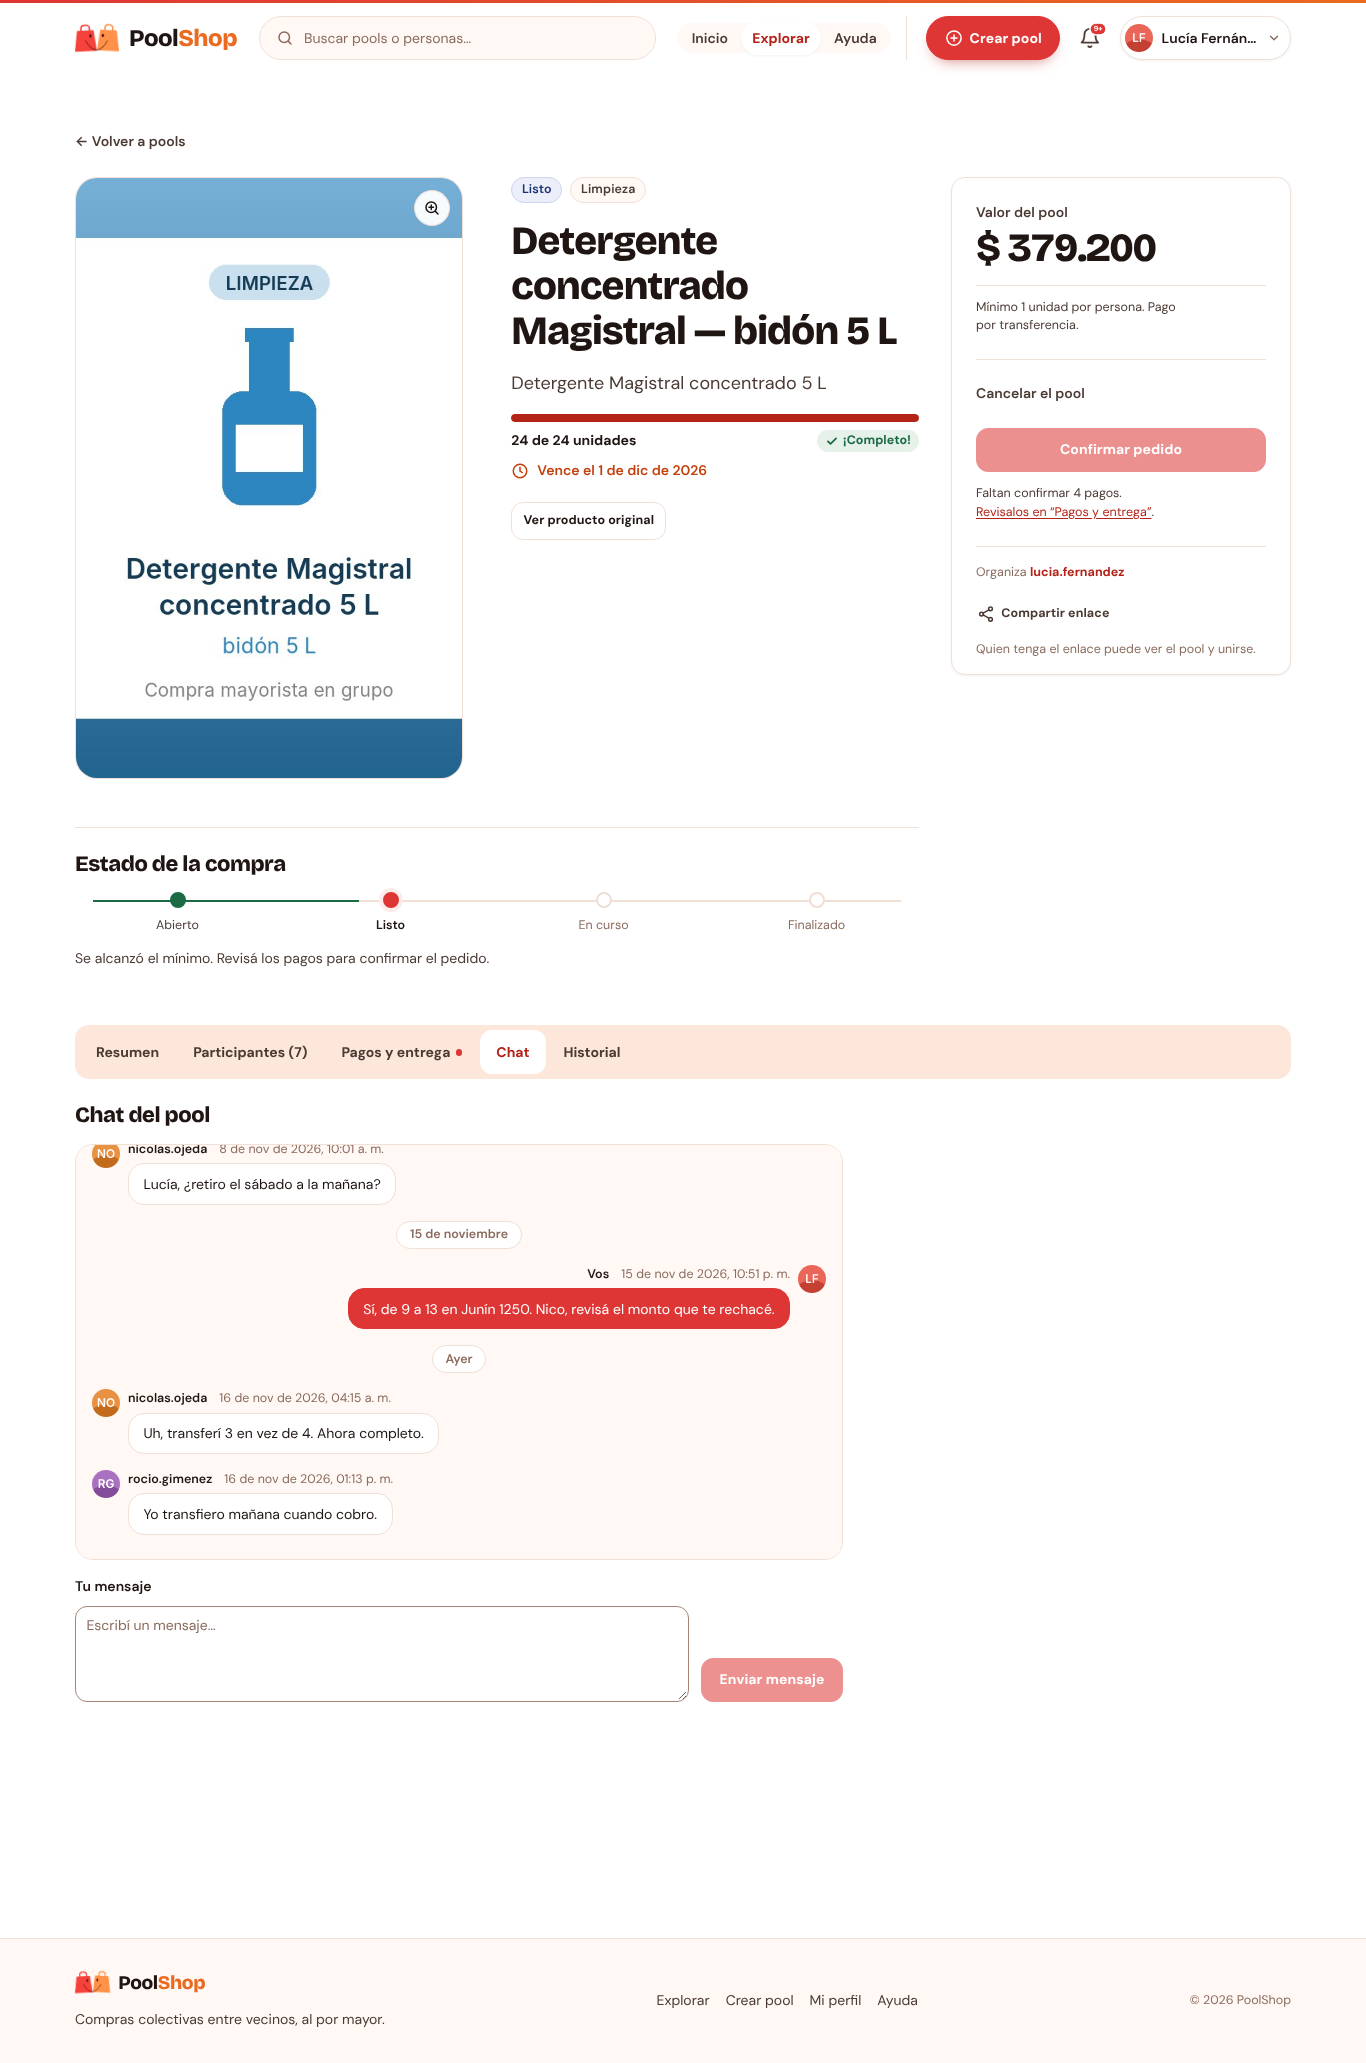 PoolShop
Buscar pools o personas...
Inicio
Explorar
Ayuda
Crear pool
9+
LF
Lucía Fernán...
← Volver a pools
LIMPIEZA
Detergente Magistral
concentrado 5 L
bidón 5 L
Compra mayorista en grupo
Listo
Limpieza
Detergente
concentrado
Magistral — bidón 5 L
Detergente Magistral concentrado 5 L
24 de 24 unidades
¡Completo!
Vence el 1 de dic de 2026
Ver producto original
Valor del pool
$ 379.200
Mínimo 1 unidad por persona. Pago
por transferencia.
Cancelar el pool
Confirmar pedido
Faltan confirmar 4 pagos.
Revisalos en “Pagos y entrega”.
Organiza lucia.fernandez
Compartir enlace
Quien tenga el enlace puede ver el pool y unirse.
Estado de la compra
Abierto
Listo
En curso
Finalizado
Se alcanzó el mínimo. Revisá los pagos para confirmar el pedido.
Resumen
Participantes (7)
Pagos y entrega
Chat
Historial
Chat del pool
NO
nicolas.ojeda 8 de nov de 2026, 10:01 a. m.
Lucía, ¿retiro el sábado a la mañana?
15 de noviembre
Vos 15 de nov de 2026, 10:51 p. m.
LF
Sí, de 9 a 13 en Junín 1250. Nico, revisá el monto que te rechacé.
Ayer
NO
nicolas.ojeda 16 de nov de 2026, 04:15 a. m.
Uh, transferí 3 en vez de 4. Ahora completo.
RG
rocio.gimenez 16 de nov de 2026, 01:13 p. m.
Yo transfiero mañana cuando cobro.
Tu mensaje
Escribí un mensaje...
Enviar mensaje
PoolShop
Compras colectivas entre vecinos, al por mayor.
Explorar
Crear pool
Mi perfil
Ayuda
© 2026 PoolShop